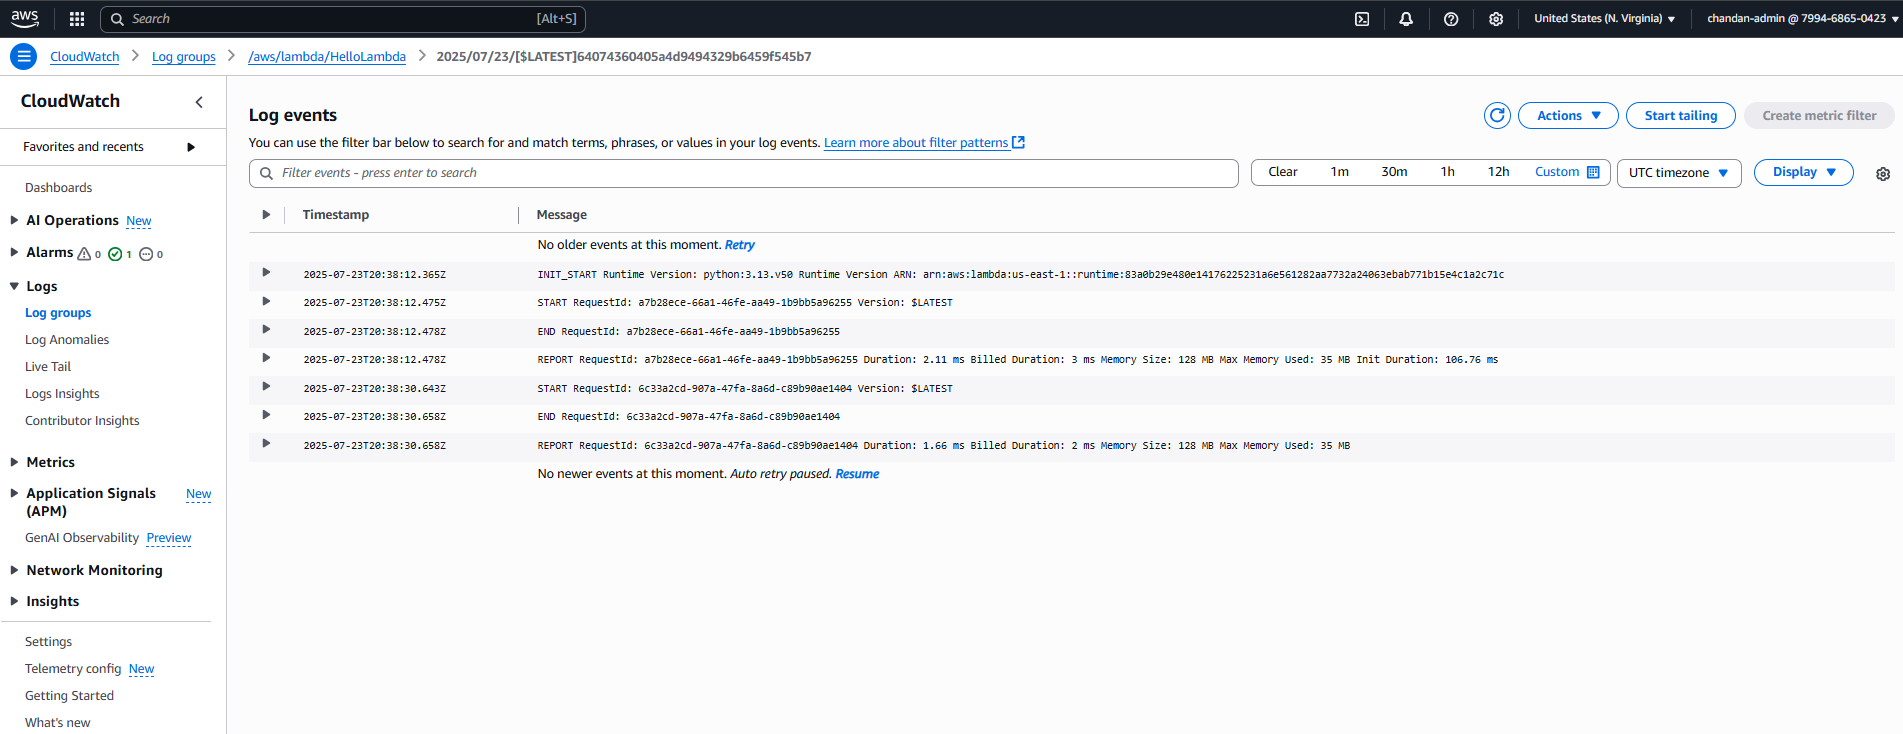 aws Search [Alt+S] United States (N. Virginia) chandan-admin @ 7994-6865-0423
CloudWatch Log groups /aws/lambda/HelloLambda 2025/07/23/[$LATEST]64074360405a4d9494329b6459f545b7
CloudWatch
Favorites and recents
Dashboards
AI Operations New
Alarms 0 1 0
Logs
Log groups
Log Anomalies
Live Tail
Logs Insights
Contributor Insights
Metrics
Application Signals New
(APM)
GenAI Observability Preview
Network Monitoring
Insights
Settings
Telemetry config New
Getting Started
What's new
Log events
Actions Start tailing Create metric filter
You can use the filter bar below to search for and match terms, phrases, or values in your log events. Learn more about filter patterns
Filter events - press enter to search Clear 1m 30m 1h 12h Custom UTC timezone Display
Timestamp Message
No older events at this moment. Retry
2025-07-23T20:38:12.365Z INIT_START Runtime Version: python:3.13.v50 Runtime Version ARN: arn:aws:lambda:us-east-1::runtime:83a0b29e480e14176225231a6e561282aa7732a24063ebab771b15e4c1a2c71c
2025-07-23T20:38:12.475Z START RequestId: a7b28ece-66a1-46fe-aa49-1b9bb5a96255 Version: $LATEST
2025-07-23T20:38:12.478Z END RequestId: a7b28ece-66a1-46fe-aa49-1b9bb5a96255
2025-07-23T20:38:12.478Z REPORT RequestId: a7b28ece-66a1-46fe-aa49-1b9bb5a96255 Duration: 2.11 ms Billed Duration: 3 ms Memory Size: 128 MB Max Memory Used: 35 MB Init Duration: 106.76 ms
2025-07-23T20:38:30.643Z START RequestId: 6c33a2cd-907a-47fa-8a6d-c89b90ae1404 Version: $LATEST
2025-07-23T20:38:30.658Z END RequestId: 6c33a2cd-907a-47fa-8a6d-c89b90ae1404
2025-07-23T20:38:30.658Z REPORT RequestId: 6c33a2cd-907a-47fa-8a6d-c89b90ae1404 Duration: 1.66 ms Billed Duration: 2 ms Memory Size: 128 MB Max Memory Used: 35 MB
No newer events at this moment. Auto retry paused. Resume